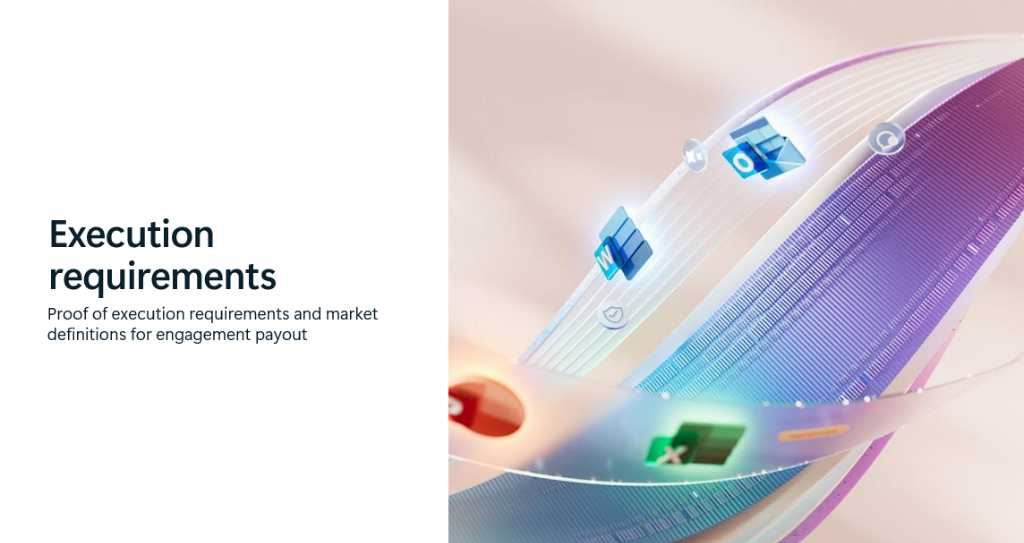 Execution
requirements
Proof of execution requirements and market
definitions for engagement payout
O
W
X